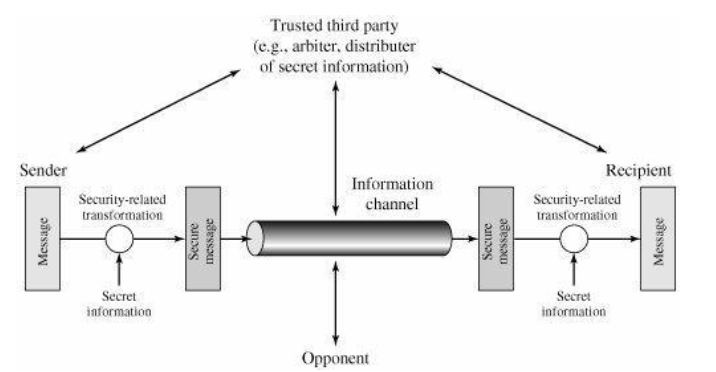 Trusted third party
(e.g., arbiter, distributer
of secret information)
Sender
Recipient
Information
channel
Security-related
transformation
Security-related
transformation
Message
Secure
message
Secure
message
Message
Secret
information
Secret
information
Opponent